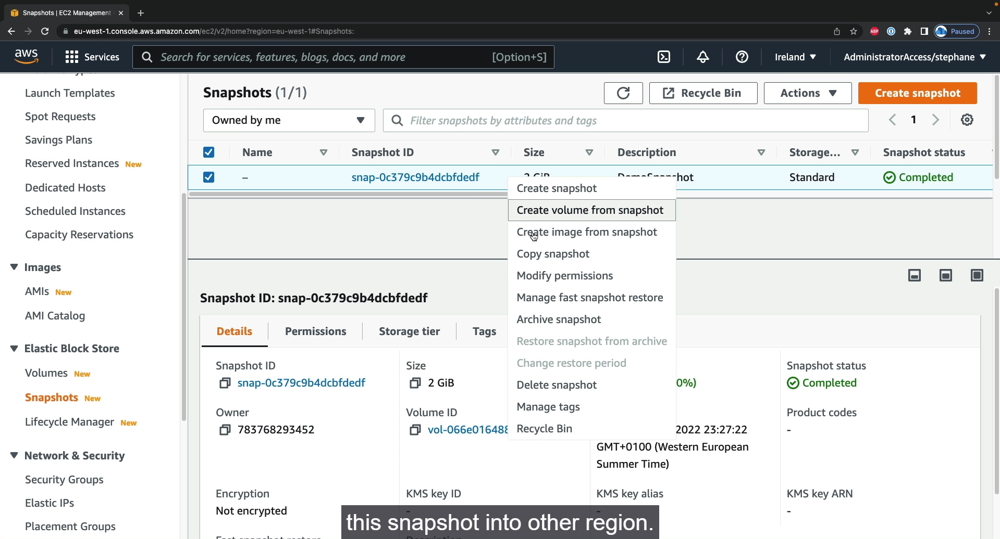 Snapshots | EC2 Management
eu-west-1.console.aws.amazon.com/ec2/v2/home?region=eu-west-1#Snapshots:
ABP
Paused
aws
Services
Search for services, features, blogs, docs, and more
[Option+S]
Ireland
AdministratorAccess/stephane
Launch Templates
Spot Requests
Savings Plans
Reserved Instances New
Dedicated Hosts
Scheduled Instances
Capacity Reservations
Images
AMIs New
AMI Catalog
Elastic Block Store
Volumes New
Snapshots New
Lifecycle Manager New
Network & Security
Security Groups
Elastic IPs
Placement Groups
Snapshots (1/1)
Recycle Bin
Actions
Create snapshot
Owned by me
Filter snapshots by attributes and tags
1
Name
Snapshot ID
Size
Description
Storage...
Snapshot status
–
snap-0c379c9b4dcbfdedf
2 GiB
DemoSnapshot
Standard
Completed
Create snapshot
Create volume from snapshot
Create image from snapshot
Copy snapshot
Modify permissions
Manage fast snapshot restore
Archive snapshot
Restore snapshot from archive
Change restore period
Delete snapshot
Manage tags
Recycle Bin
Snapshot ID: snap-0c379c9b4dcbfdedf
Details
Permissions
Storage tier
Tags
Snapshot ID
snap-0c379c9b4dcbfdedf
Size
2 GiB
0%)
Snapshot status
Completed
Owner
783768293452
Volume ID
vol-066e016488
2022 23:27:22
GMT+0100 (Western European
Summer Time)
Product codes
-
Encryption
Not encrypted
KMS key ID
-
KMS key alias
-
KMS key ARN
-
this snapshot into other region.